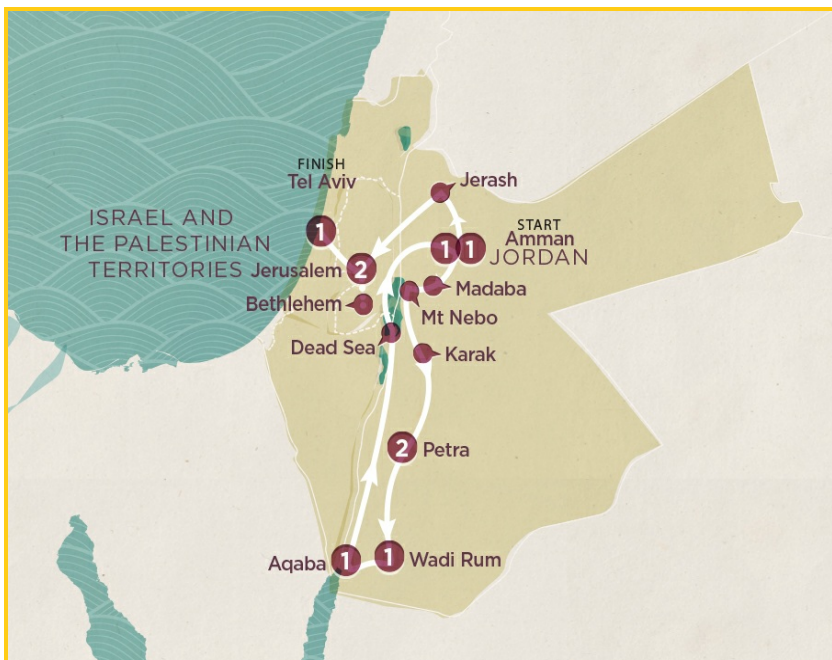 FINISH
Tel Aviv
Jerash
ISRAEL AND
THE PALESTINIAN
TERRITORIES
START
Amman
JORDAN
1
1
1
Jerusalem
2
Bethlehem
Madaba
Mt Nebo
Dead Sea
Karak
2
Petra
Aqaba
1
1
Wadi Rum